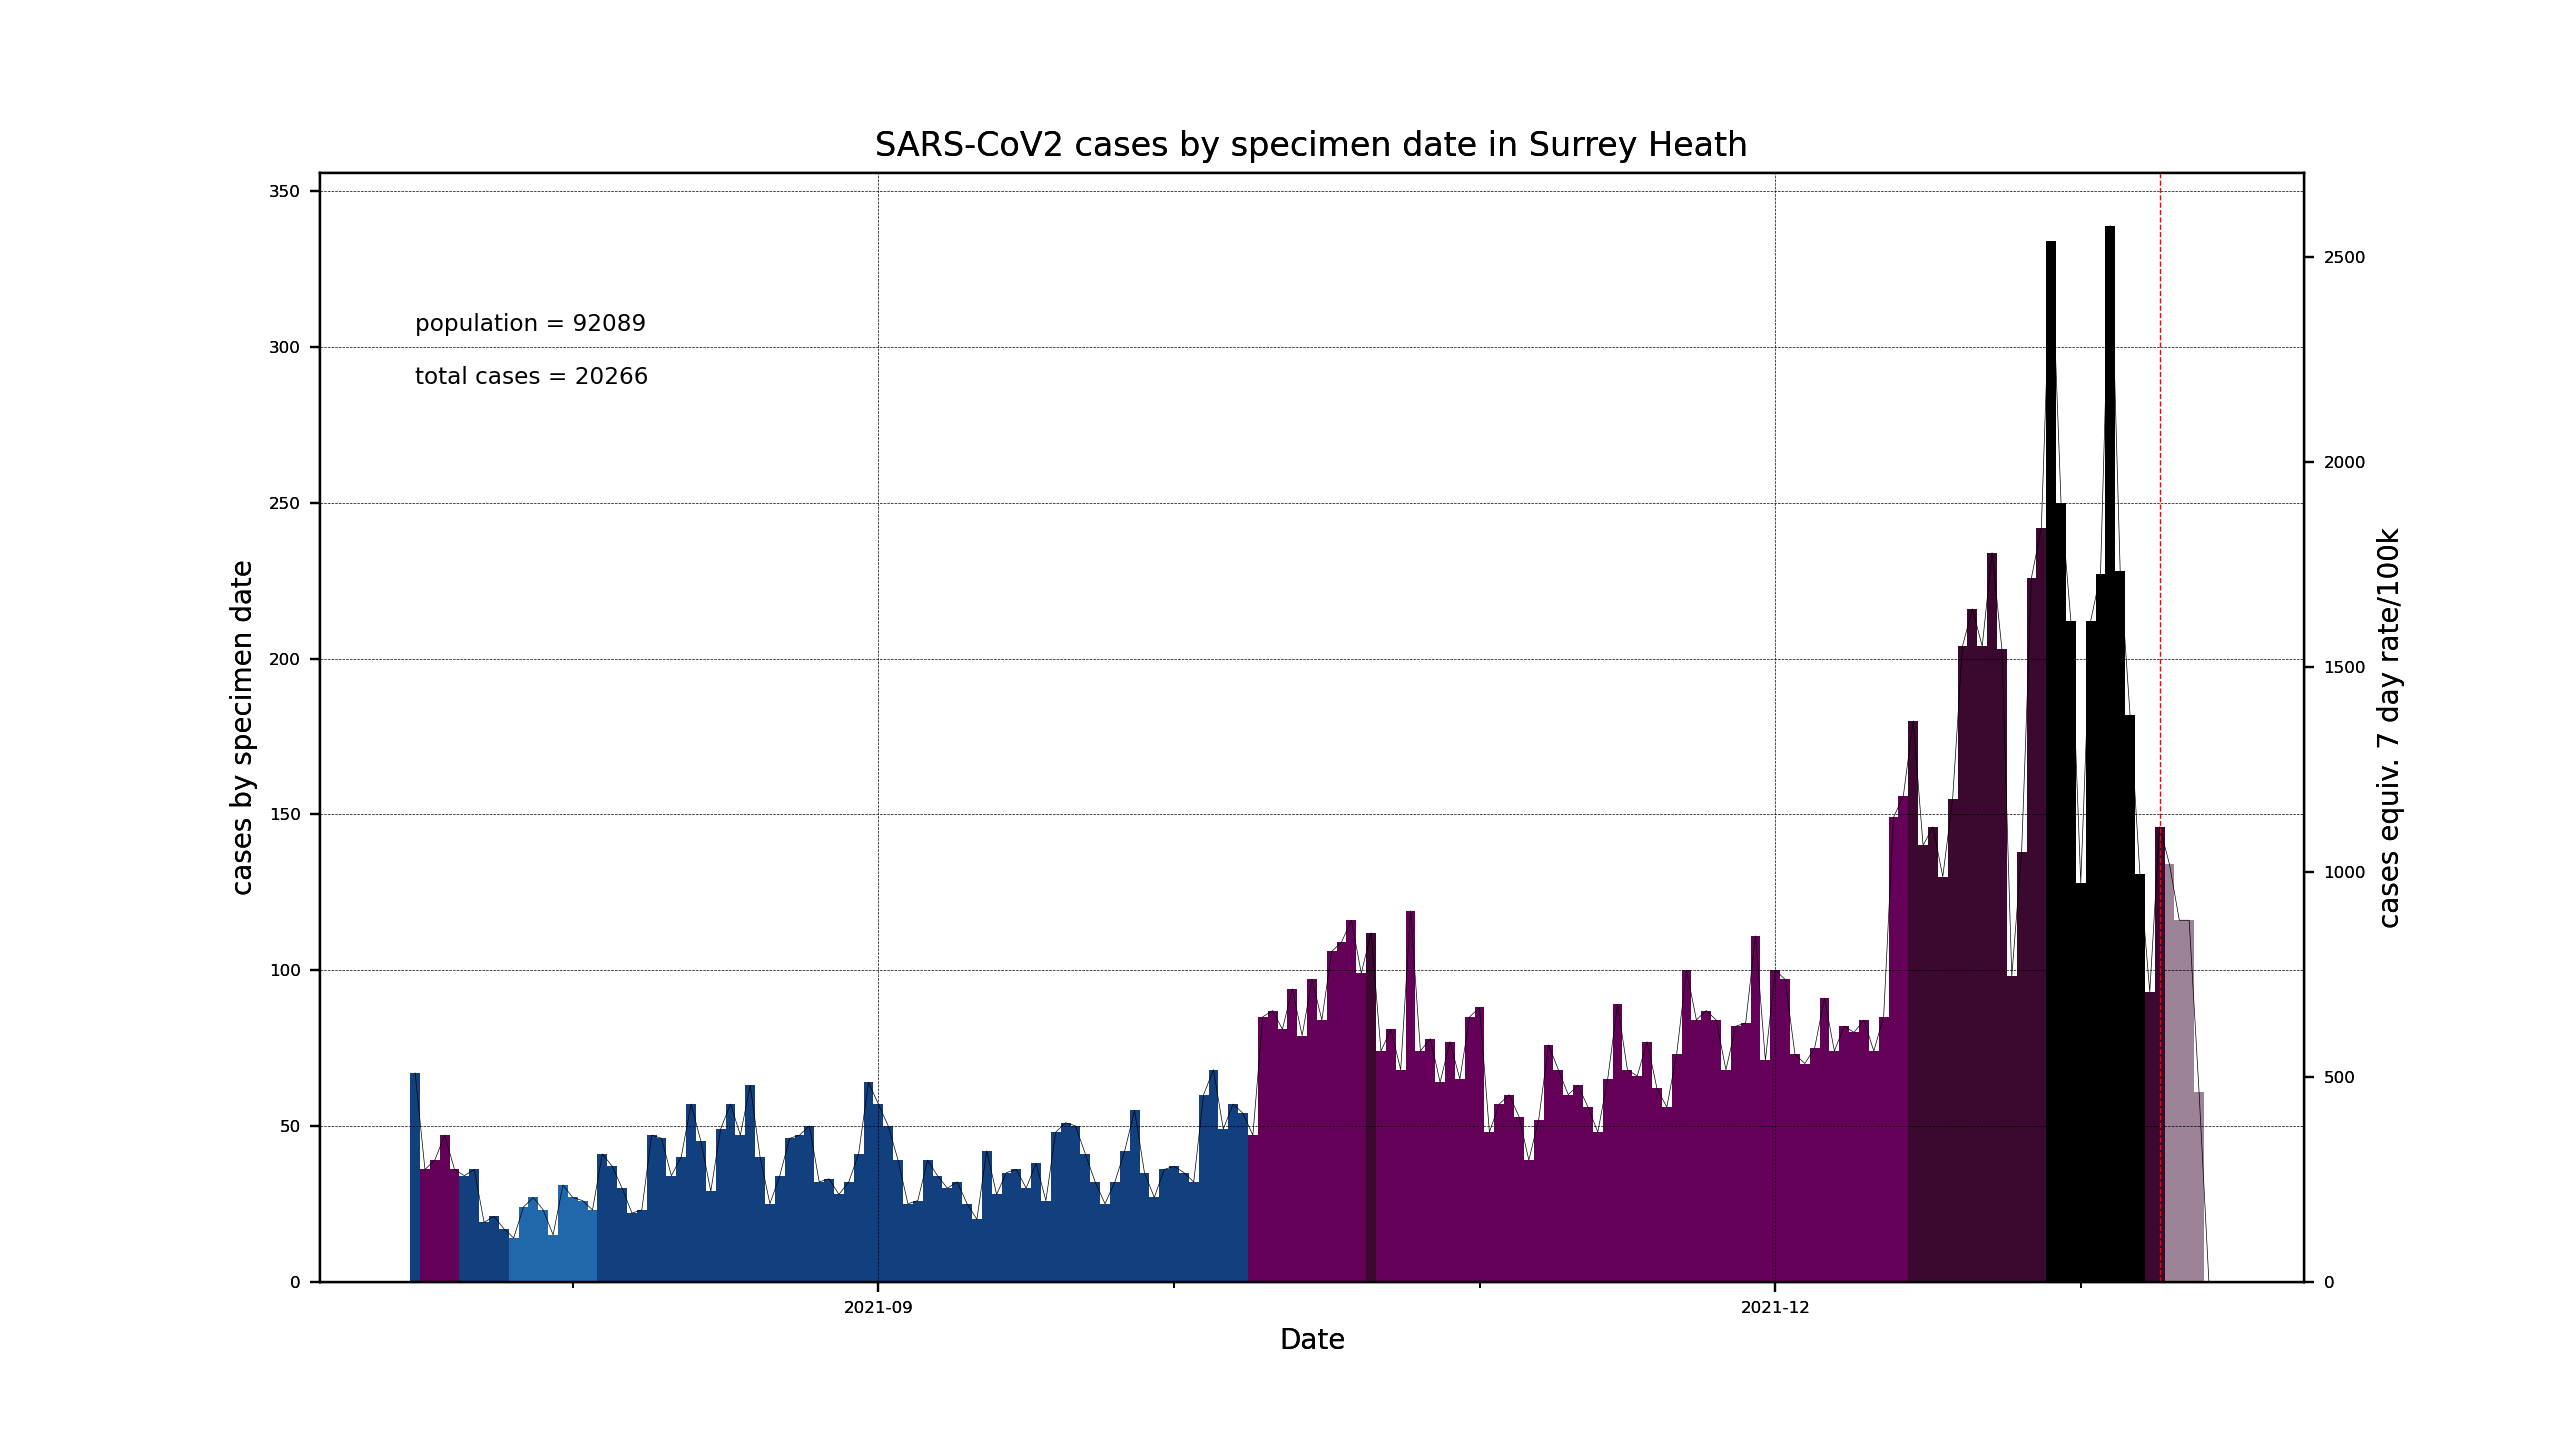 SARS-CoV2 cases by specimen date in Surrey Heath
population = 92089
total cases = 20266
cases by specimen date
350
300
250
200
150
100
50
0
2500
2000
1500
1000
500
0
cases equiv. 7 day rate/100k
2021-09
2021-12
Date